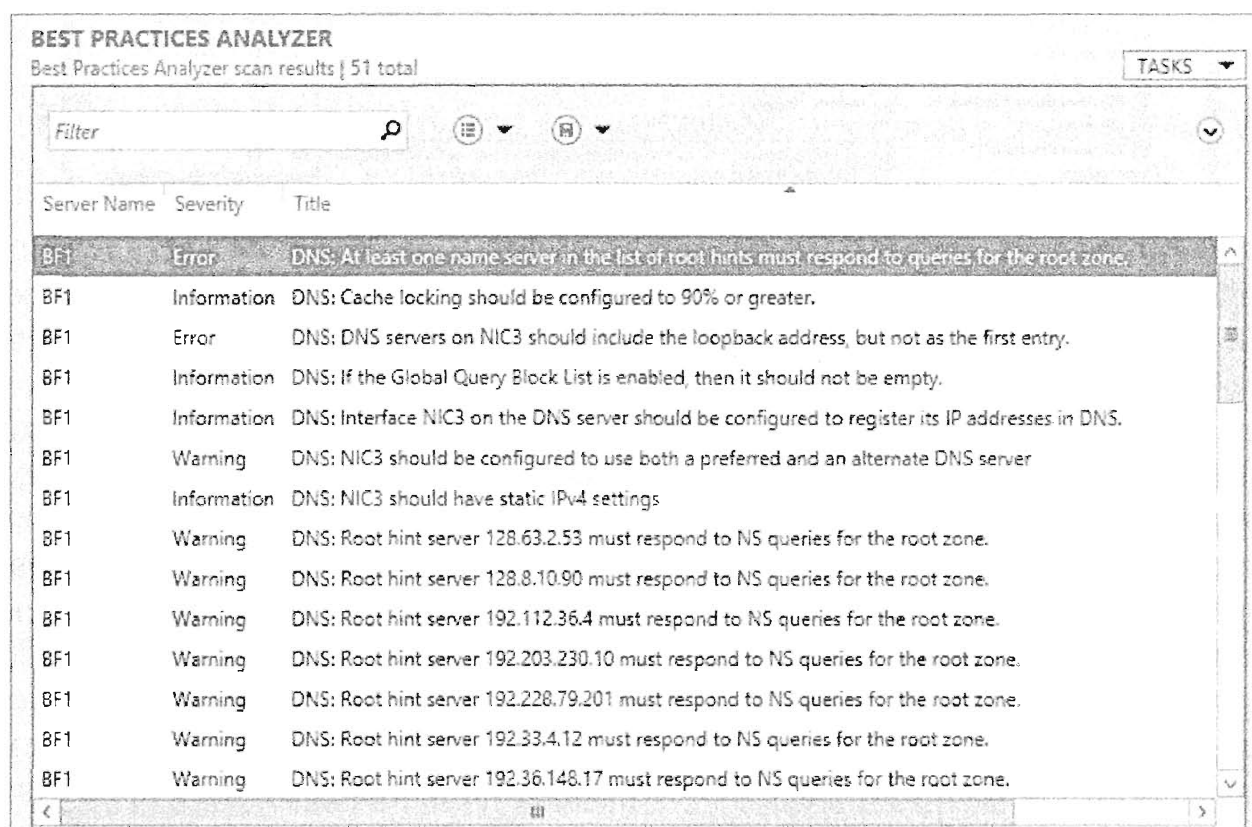 BEST PRACTICES ANALYZER
Best Practices Analyzer scan results | 51 total
TASKS
Filter
Server Name Severity Title
BF1 Error DNS: At least one name server in the list of root hints must respond to queries for the root zone.
BF1 Information DNS: Cache locking should be configured to 90% or greater.
BF1 Error DNS: DNS servers on NIC3 should include the loopback address, but not as the first entry.
BF1 Information DNS: If the Global Query Block List is enabled, then it should not be empty.
BF1 Information DNS: Interface NIC3 on the DNS server should be configured to register its IP addresses in DNS.
BF1 Warning DNS: NIC3 should be configured to use both a preferred and an alternate DNS server
BF1 Information DNS: NIC3 should have static IPv4 settings
BF1 Warning DNS: Root hint server 128.63.2.53 must respond to NS queries for the root zone.
BF1 Warning DNS: Root hint server 128.8.10.90 must respond to NS queries for the root zone.
BF1 Warning DNS: Root hint server 192.112.36.4 must respond to NS queries for the root zone.
BF1 Warning DNS: Root hint server 192.203.230.10 must respond to NS queries for the root zone.
BF1 Warning DNS: Root hint server 192.228.79.201 must respond to NS queries for the root zone.
BF1 Warning DNS: Root hint server 192.33.4.12 must respond to NS queries for the root zone.
BF1 Warning DNS: Root hint server 192.36.148.17 must respond to NS queries for the root zone.